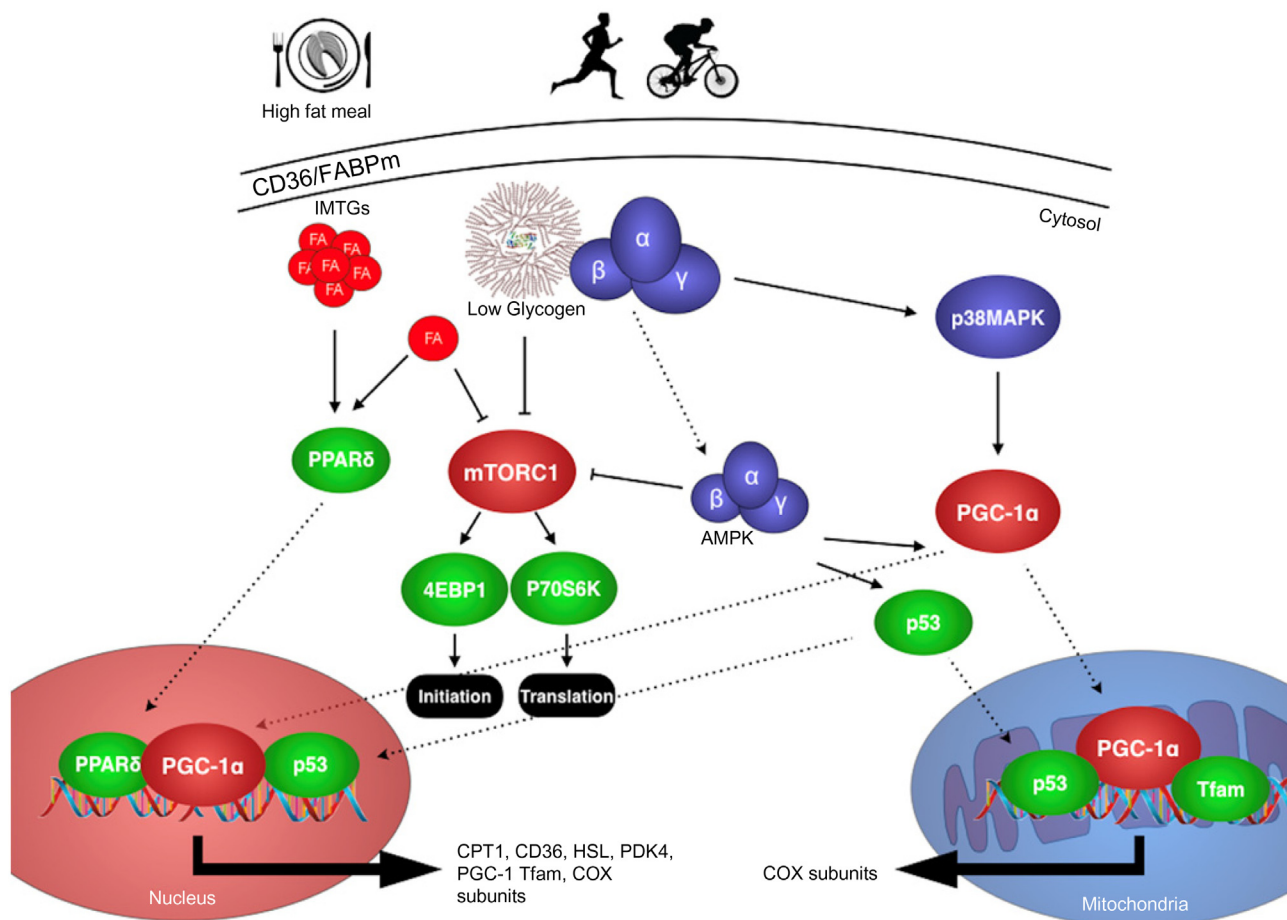 High fat meal
CD36/FABPm
IMTGs
Cytosol
FA
FA
FA
FA
FA
FA
FA
α
β
γ
Low Glycogen
p38MAPK
FA
PPARδ
mTORC1
α
β
γ
AMPK
PGC-1α
4EBP1
P70S6K
p53
Initiation
Translation
PPARδ
PGC-1α
p53
PGC-1α
p53
Tfam
CPT1, CD36, HSL, PDK4,
PGC-1 Tfam, COX
subunits
COX subunits
Nucleus
Mitochondria